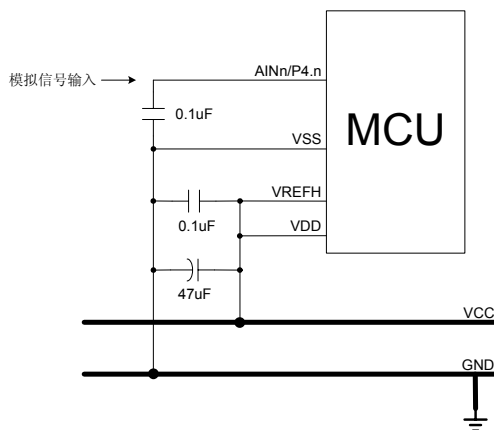 AINn/P4.n
模拟信号输入
0.1uF
MCU
VSS
VREFH
0.1uF
VDD
47uF
VCC
GND